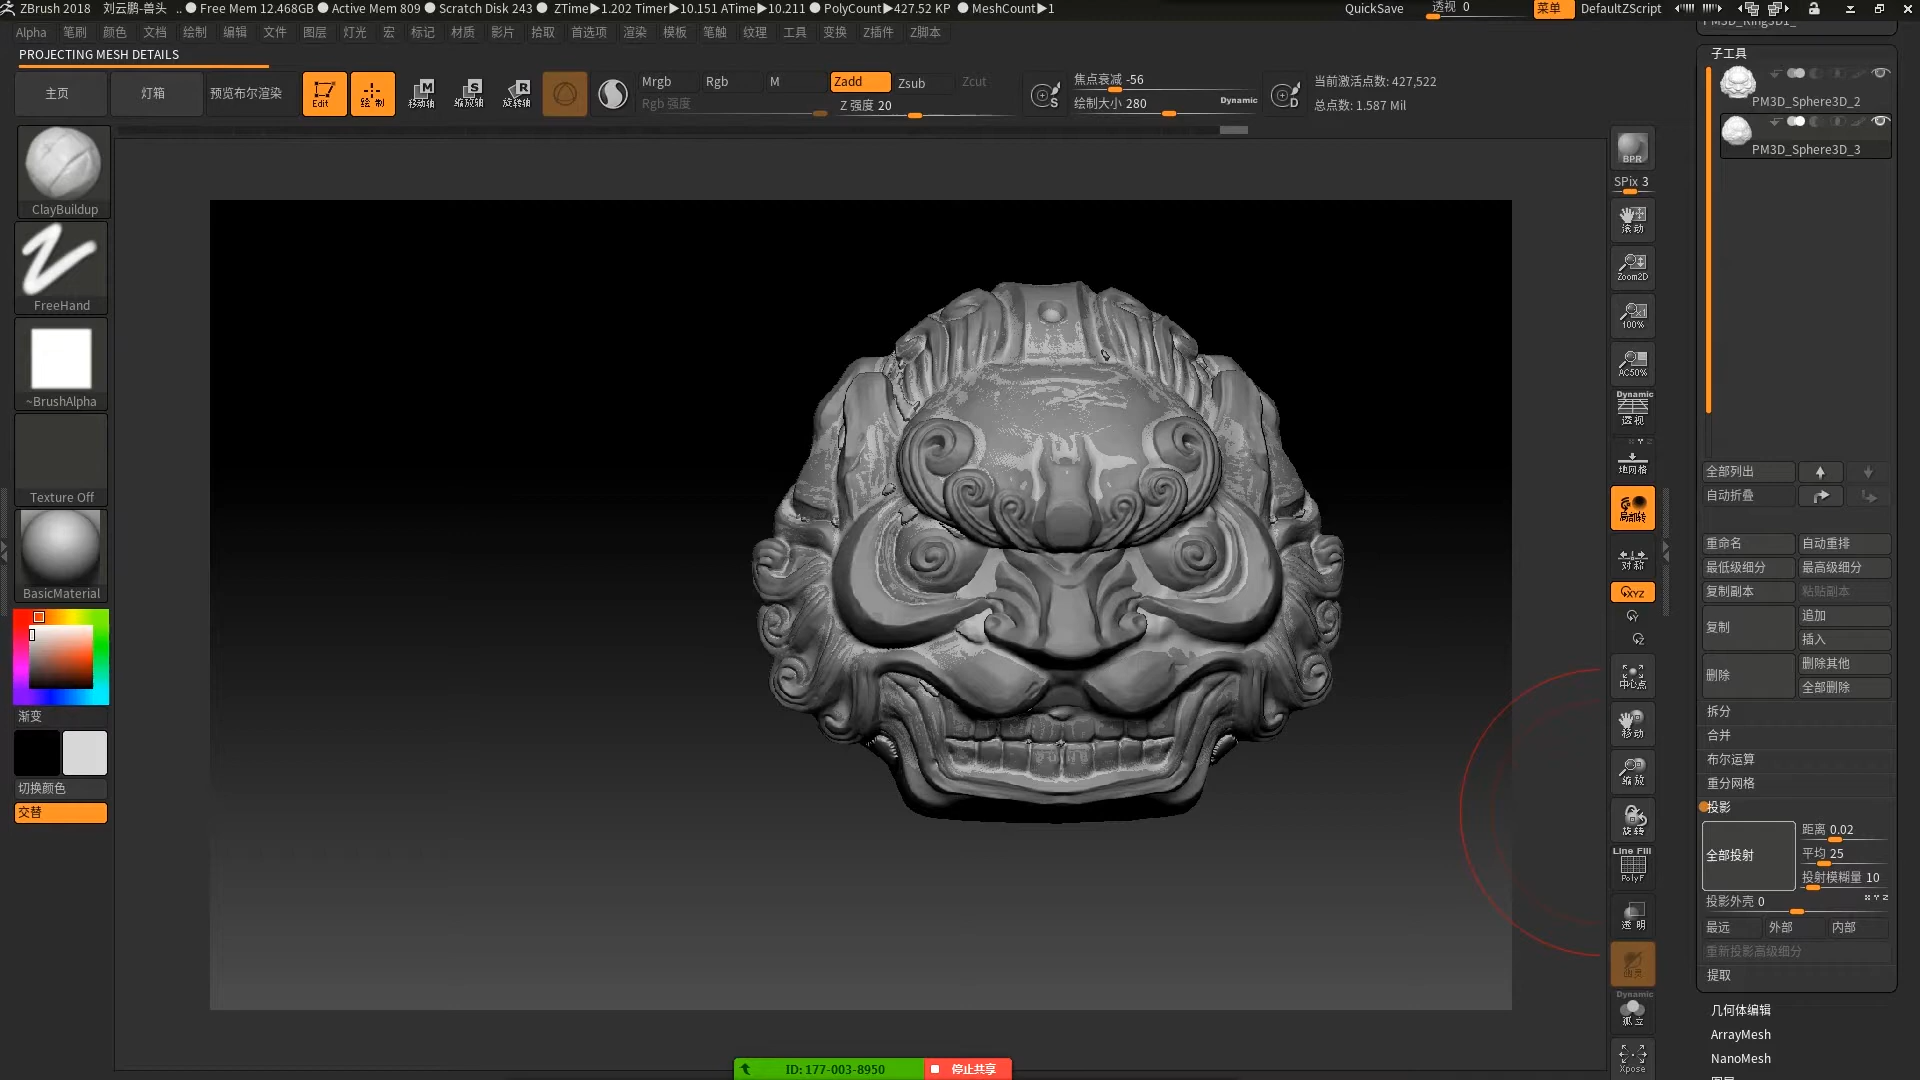 ZBrush 2018 刘云鹏-兽头 .. ● Free Mem 12.468GB ● Active Mem 809 ● Scratch Disk 243 ● ZTime▶1.202 Timer▶10.151 ATime▶10.211 ● PolyCount▶427.52 KP ● MeshCount▶1 QuickSave 透视 0 菜单 DefaultZScript
Alpha 笔刷 颜色 文档 绘制 编辑 文件 图层 灯光 宏 标记 材质 影片 拾取 首选项 渲染 模板 笔触 纹理 工具 变换 Z插件 Z脚本
PROJECTING MESH DETAILS
主页 灯箱 预览布尔渲染 Edit 绘制 移动轴 缩放轴 旋转轴
Mrgb Rgb M Zadd Zsub Zcut
Rgb 强度 Z 强度 20
焦点衰减 -56
绘制大小 280 Dynamic
当前激活点数: 427,522
总点数: 1.587 Mil
ClayBuildup
FreeHand
~BrushAlpha
Texture Off
BasicMaterial
渐变
切换颜色
交替
BPR
SPix 3
滚动
Zoom2D
100%
AC50%
Dynamic
透视
地网格
局部转
对称
XYZ
Y
Z
中心点
移动
缩放
旋转
Line Fill
PolyF
透明
Dynamic
孤立
Xpose
子工具
PM3D_Sphere3D_2
PM3D_Sphere3D_3
全部列出
自动折叠
重命名 自动重排
最低级细分 最高级细分
复制副本 粘贴副本
复制 追加
插入
删除 删除其他
全部删除
拆分
合并
布尔运算
重分网格
投影
全部投射 距离 0.02
平均 25
投射模糊量 10
投影外壳 0
最远 外部 内部
重新投影高级细分
提取
几何体编辑
ArrayMesh
NanoMesh
ID: 177-003-8950 停止共享